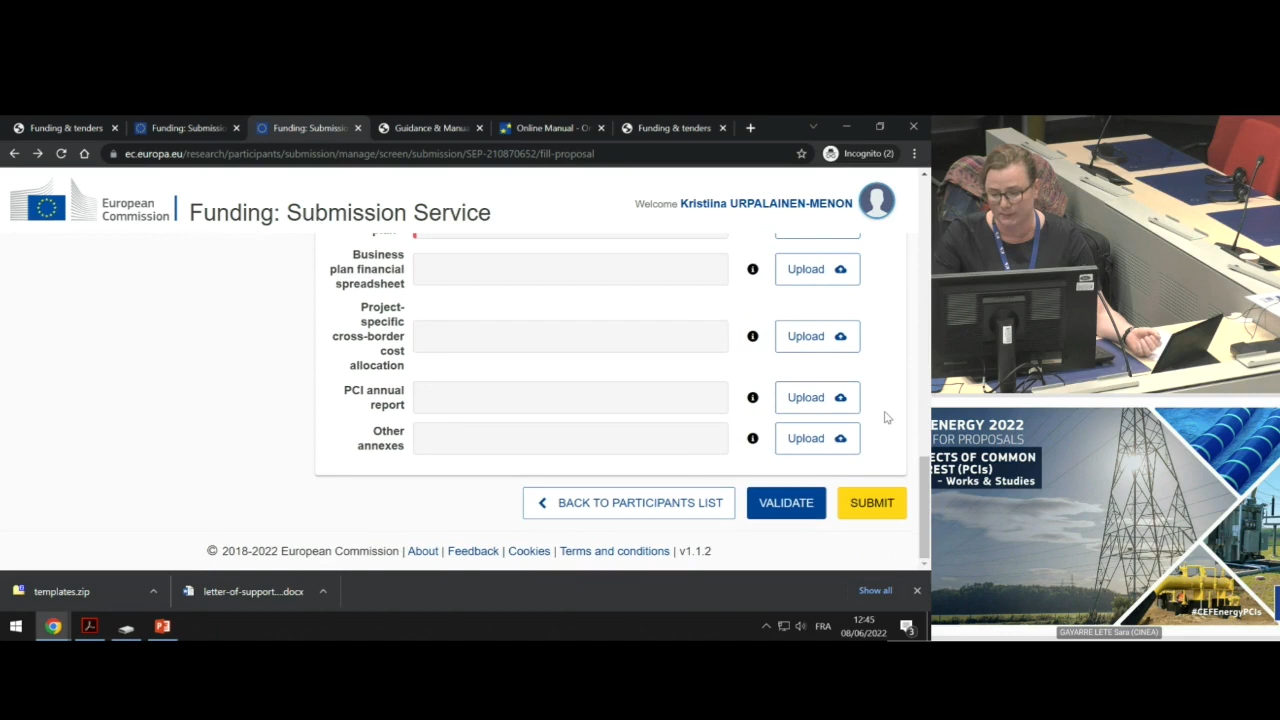 Funding & tenders
Funding: Submissio
Funding: Submissio
Guidance & Manua
Online Manual - O
Funding & tenders
ec.europa.eu/research/participants/submission/manage/screen/submission/SEP-210870652/fill-proposal
Incognito (2)
European
Commission
Funding: Submission Service
Welcome Kristiina URPALAINEN-MENON
Business
plan financial
spreadsheet
Upload
Project-
specific
cross-border
cost
allocation
Upload
PCI annual
report
Upload
Other
annexes
Upload
BACK TO PARTICIPANTS LIST
VALIDATE
SUBMIT
© 2018-2022 European Commission | About | Feedback | Cookies | Terms and conditions | v1.1.2
templates.zip
letter-of-support....docx
Show all
FRA
12:45
08/06/2022
3
ENERGY 2022
FOR PROPOSALS
ECTS OF COMMON
REST (PCIs)
- Works & Studies
#CEFEnergyPCIs
GAYARRE LETE Sara (CINEA)